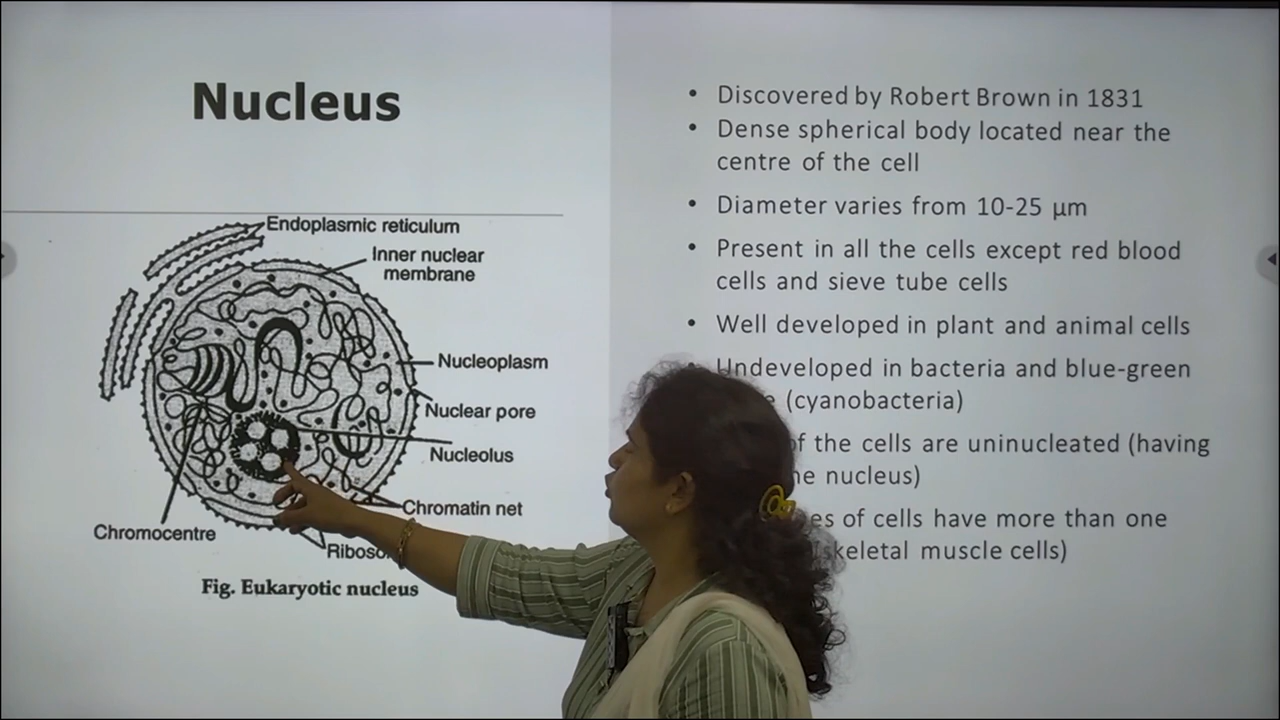 Nucleus
Endoplasmic reticulum
Inner nuclear
membrane
Nucleoplasm
Nuclear pore
Nucleolus
Chromatin net
Chromocentre
Fig. Eukaryotic nucleus
• Discovered by Robert Brown in 1831
• Dense spherical body located near the
centre of the cell
• Diameter varies from 10-25 µm
• Present in all the cells except red blood
cells and sieve tube cells
• Well developed in plant and animal cells
Undeveloped in bacteria and blue-green
(cyanobacteria)
of the cells are uninucleated (having
nucleus)
of cells have more than one
skeletal muscle cells)